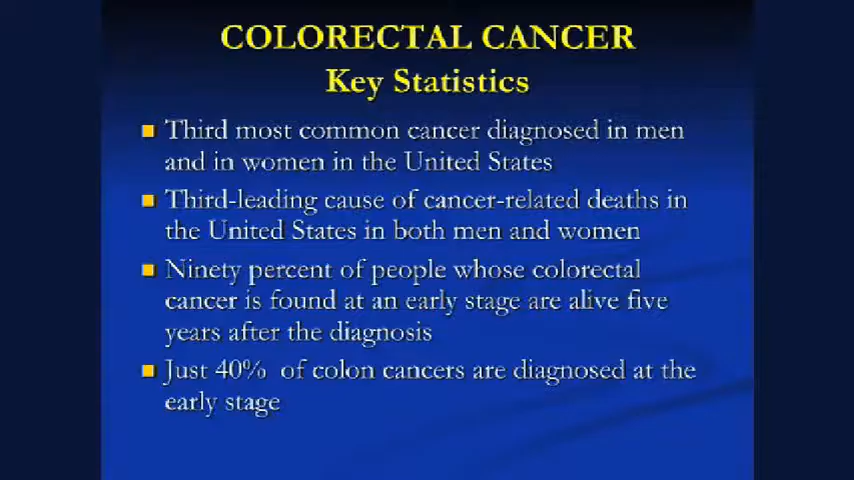 COLORECTAL CANCER
Key Statistics
Third most common cancer diagnosed in men
and in women in the United States
Third-leading cause of cancer-related deaths in
the United States in both men and women
Ninety percent of people whose colorectal
cancer is found at an early stage are alive five
years after the diagnosis
Just 40% of colon cancers are diagnosed at the
early stage